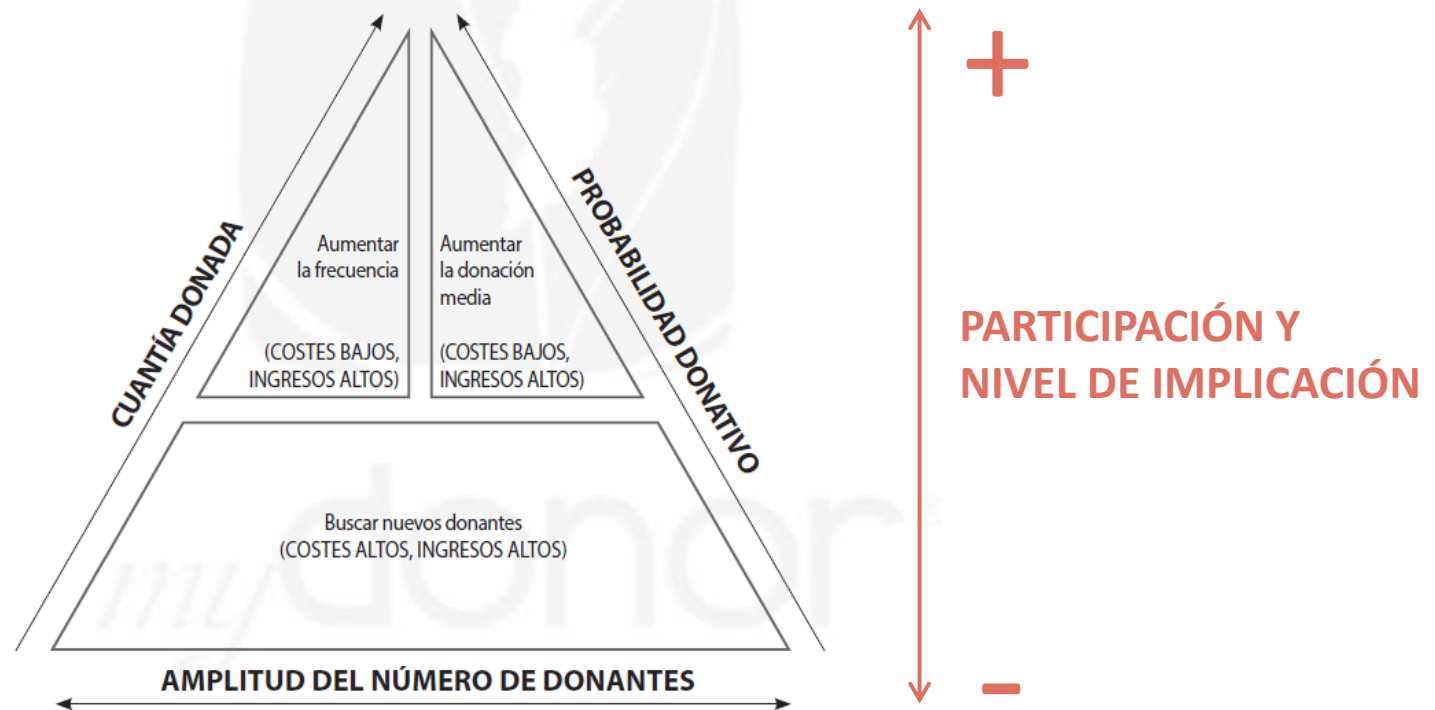 +
CUANTÍA DONADA
PROBABILIDAD DONATIVO
Aumentar
la frecuencia
(COSTES BAJOS,
INGRESOS ALTOS)
Aumentar
la donación
media
(COSTES BAJOS,
INGRESOS ALTOS)
PARTICIPACIÓN Y
NIVEL DE IMPLICACIÓN
Buscar nuevos donantes
(COSTES ALTOS, INGRESOS ALTOS)
mydonor
AMPLITUD DEL NÚMERO DE DONANTES
-